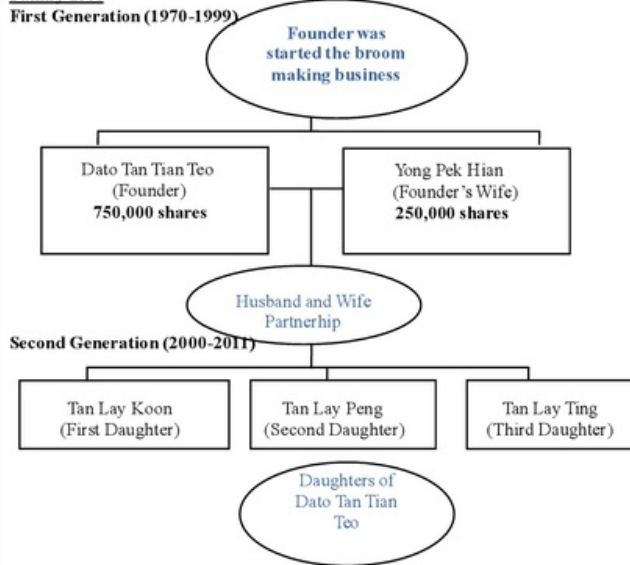 First Generation (1970-1999)
Founder was
started the broom
making business
Dato Tan Tian Teo
(Founder)
750,000 shares
Yong Pek Hian
(Founder's Wife)
250,000 shares
Husband and Wife
Partnerhip
Second Generation (2000-2011)
Tan Lay Koon
(First Daughter)
Tan Lay Peng
(Second Daughter)
Tan Lay Ting
(Third Daughter)
Daughters of
Dato Tan Tian
Teo